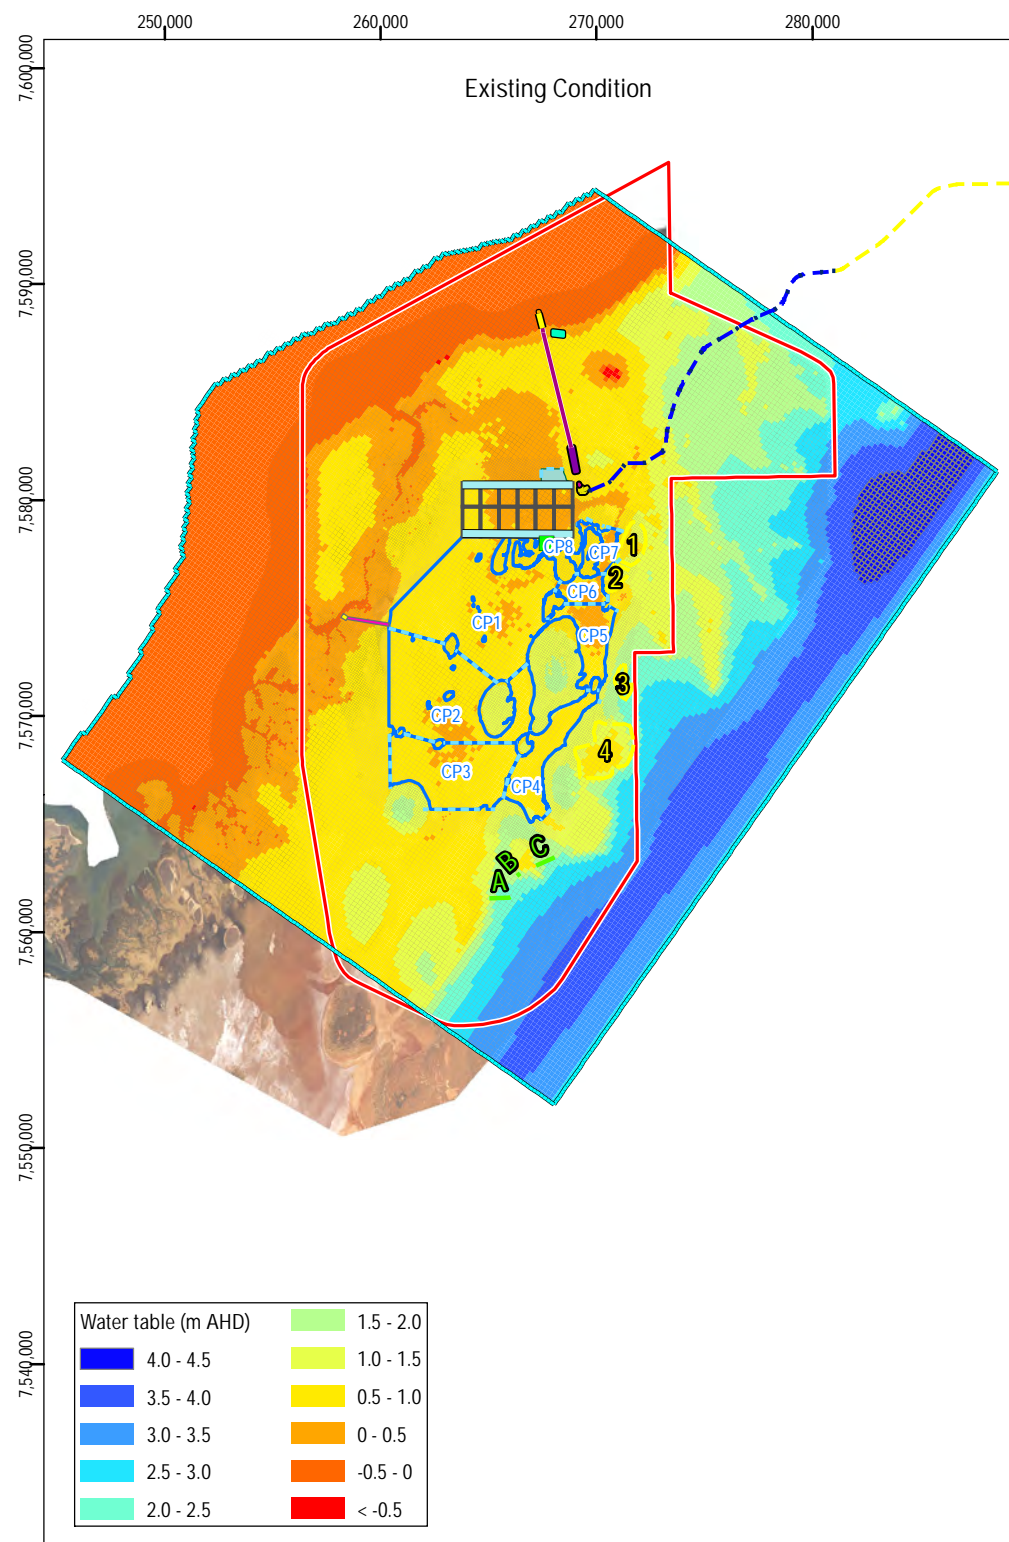 250,000
260,000
270,000
280,000
7,600,000
Existing Condition
7,590,000
7,580,000
CP8
CP7
1
2
CP6
CP1
CP5
3
7,570,000
CP2
4
CP3
CP4
C
B
A
7,560,000
7,550,000
7,540,000
Water table (m AHD)
4.0 - 4.5
3.5 - 4.0
3.0 - 3.5
2.5 - 3.0
2.0 - 2.5
1.5 - 2.0
1.0 - 1.5
0.5 - 1.0
0 - 0.5
-0.5 - 0
< -0.5